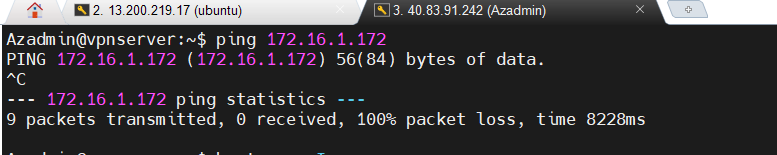 2. 13.200.219.17 (ubuntu)
3. 40.83.91.242 (Azadmin)
Azadmin@vpnserver:~$ ping 172.16.1.172
PING 172.16.1.172 (172.16.1.172) 56(84) bytes of data.
^C
--- 172.16.1.172 ping statistics ---
9 packets transmitted, 0 received, 100% packet loss, time 8228ms